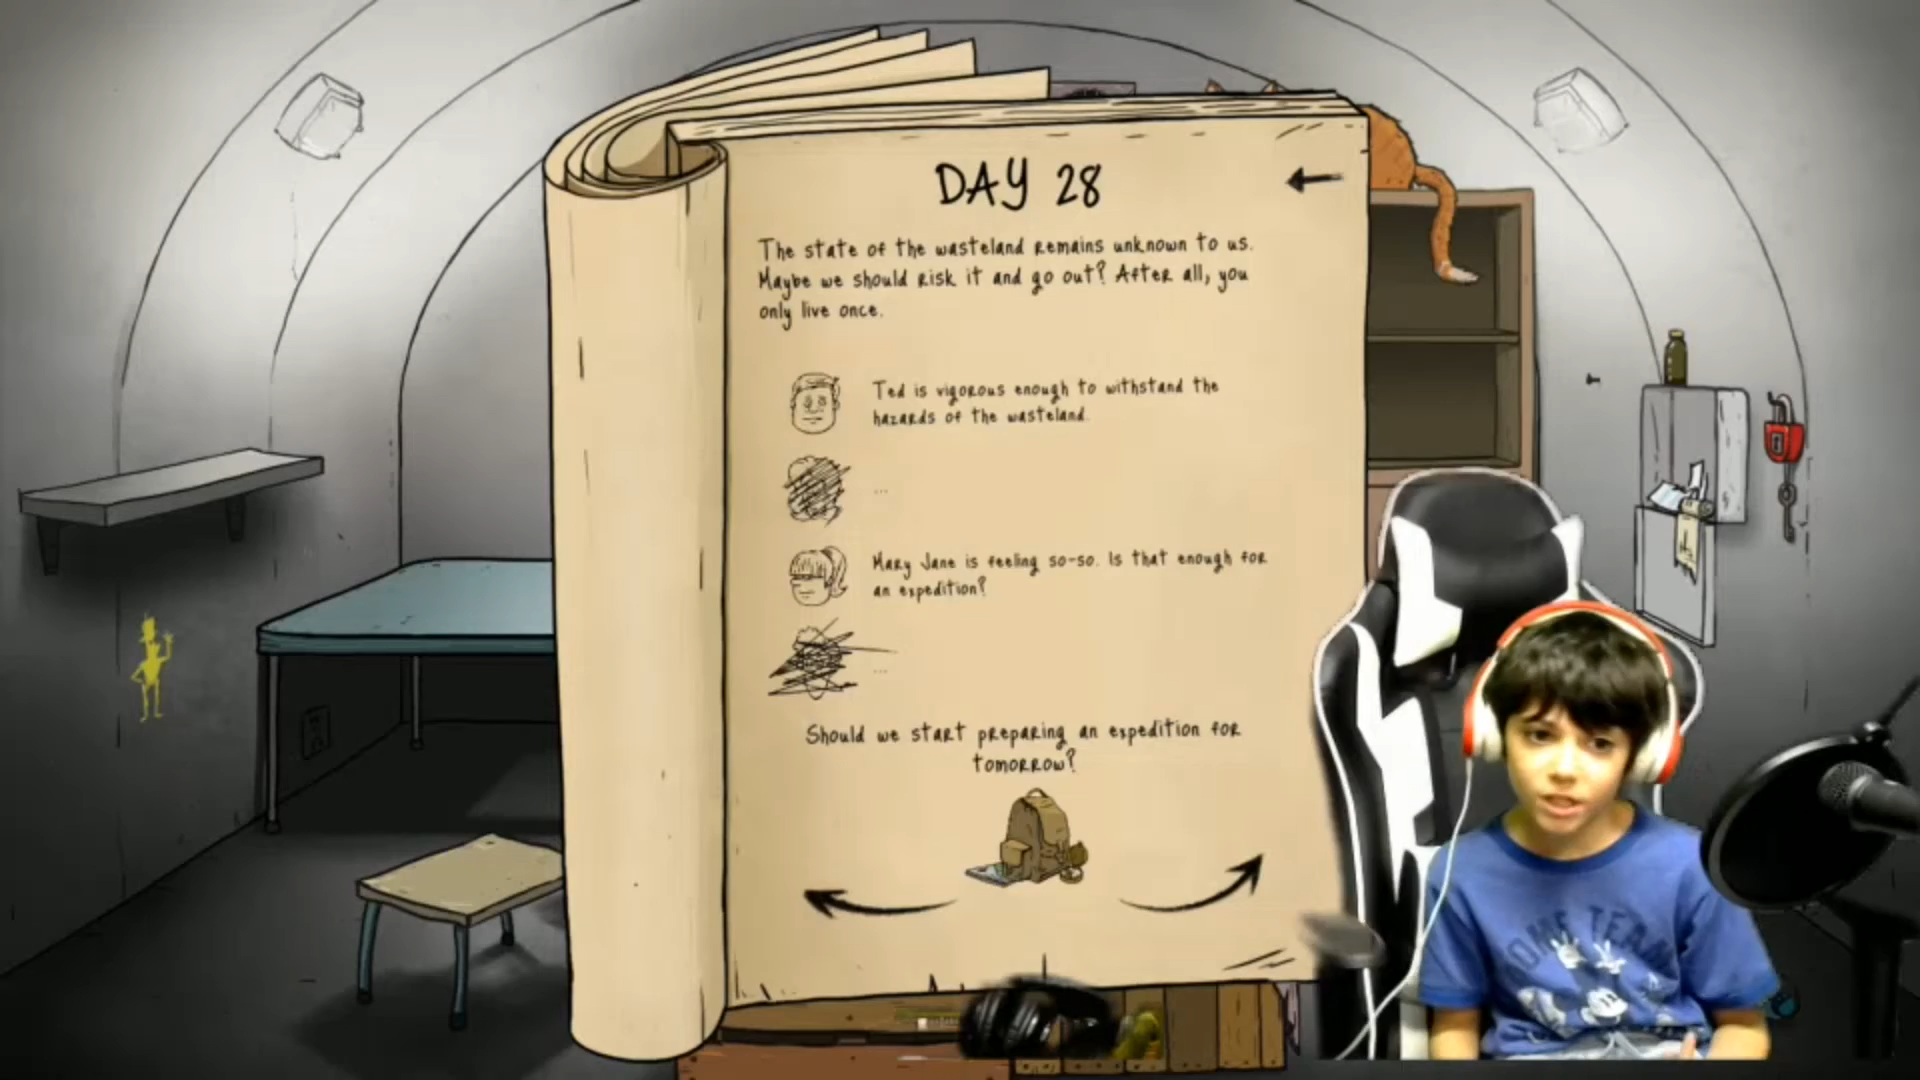 DAY 28
The state of the wasteland remains unknown to us.
Maybe we should risk it and go out? After all, you
only live once.
Ted is vigorous enough to withstand the
hazards of the wasteland.
...
Mary Jane is feeling so-so. Is that enough for
an expedition?
...
Should we start preparing an expedition for
tomorrow?
HOME TEAM